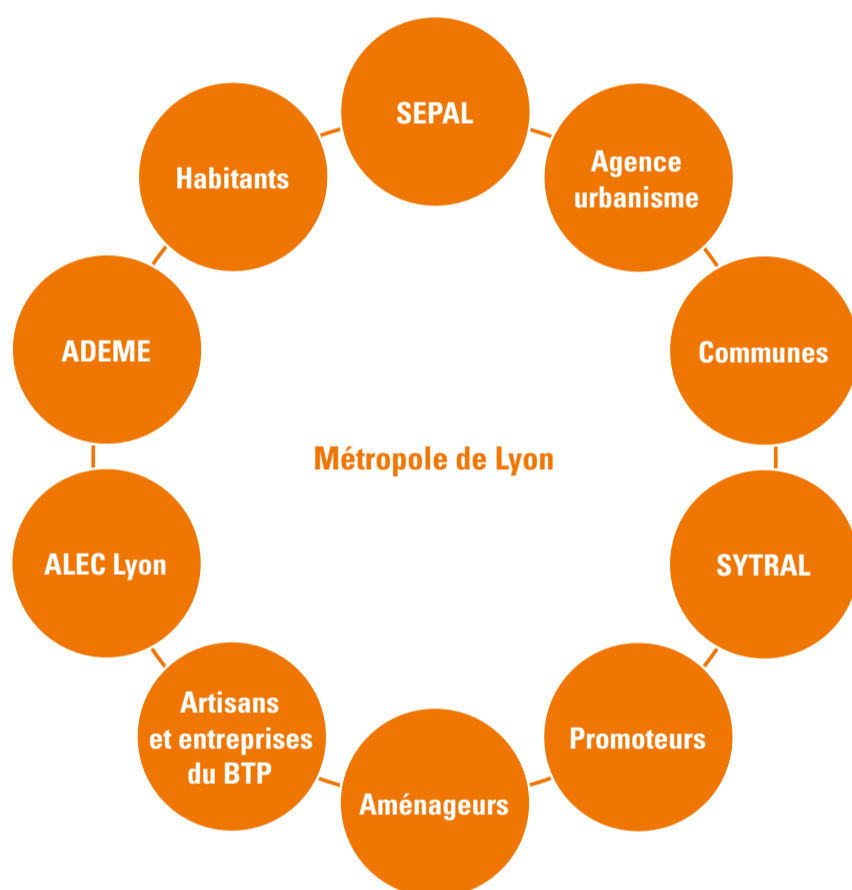 SEPAL
Agence
urbanisme
Communes
SYTRAL
Promoteurs
Aménageurs
Artisans
et entreprises
du BTP
ALEC Lyon
ADEME
Habitants
Métropole de Lyon